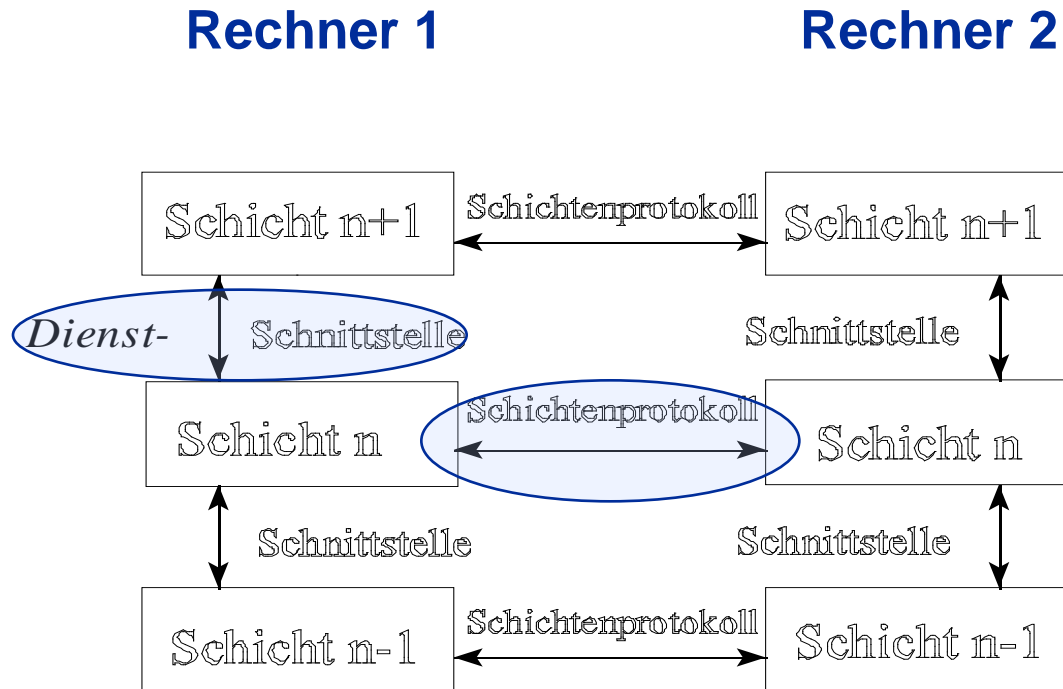 Rechner 1 Rechner 2
Schichtenprotokoll
Schicht n+1 Schicht n+1
Dienst- Schnittstelle Schnittstelle
Schichtenprotokoll
Schicht n Schicht n
Schnittstelle Schnittstelle
Schichtenprotokoll
Schicht n-1 Schicht n-1